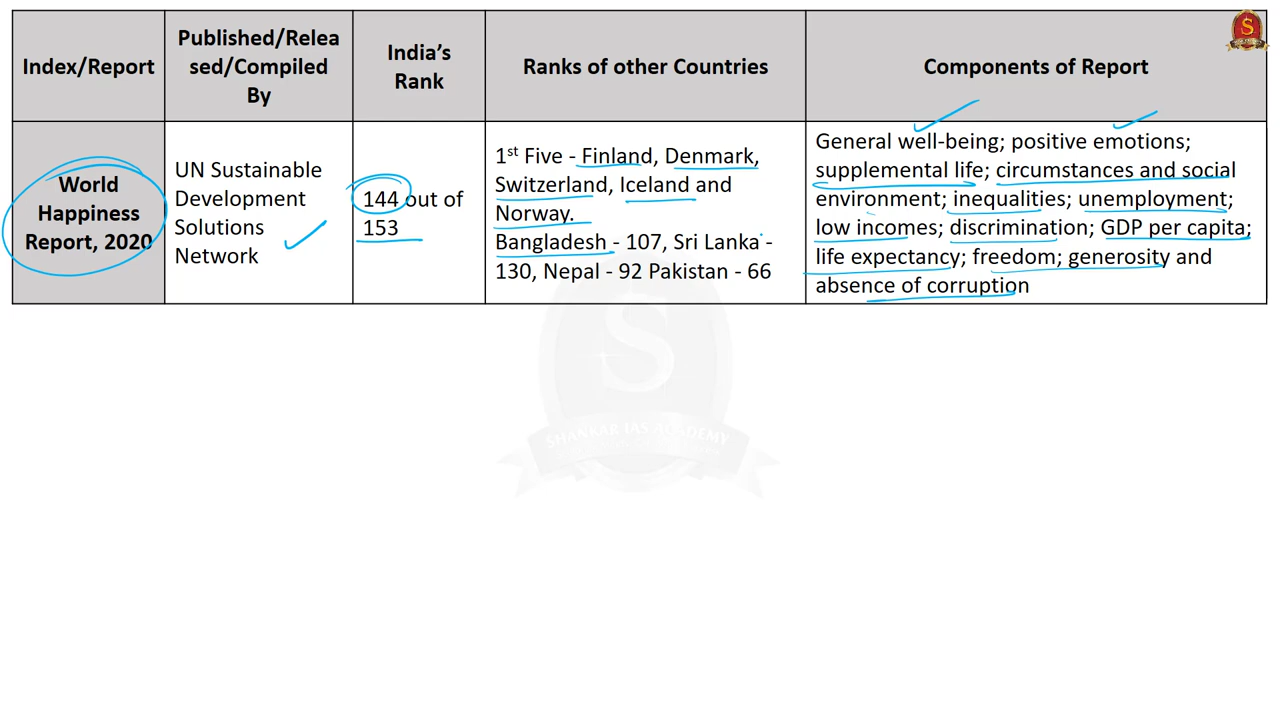 Index/Report
Published/Relea
sed/Compiled
By
India's
Rank
Ranks of other Countries
Components of Report
World
Happiness
Report, 2020
UN Sustainable
Development
Solutions
Network
144 out of
153
1st Five - Finland, Denmark,
Switzerland, Iceland and
Norway.
Bangladesh - 107, Sri Lanka -
130, Nepal - 92 Pakistan - 66
General well-being; positive emotions;
supplemental life; circumstances and social
environment; inequalities; unemployment;
low incomes; discrimination; GDP per capita;
life expectancy; freedom; generosity and
absence of corruption
S
S
SHANKAR IAS ACADEMY